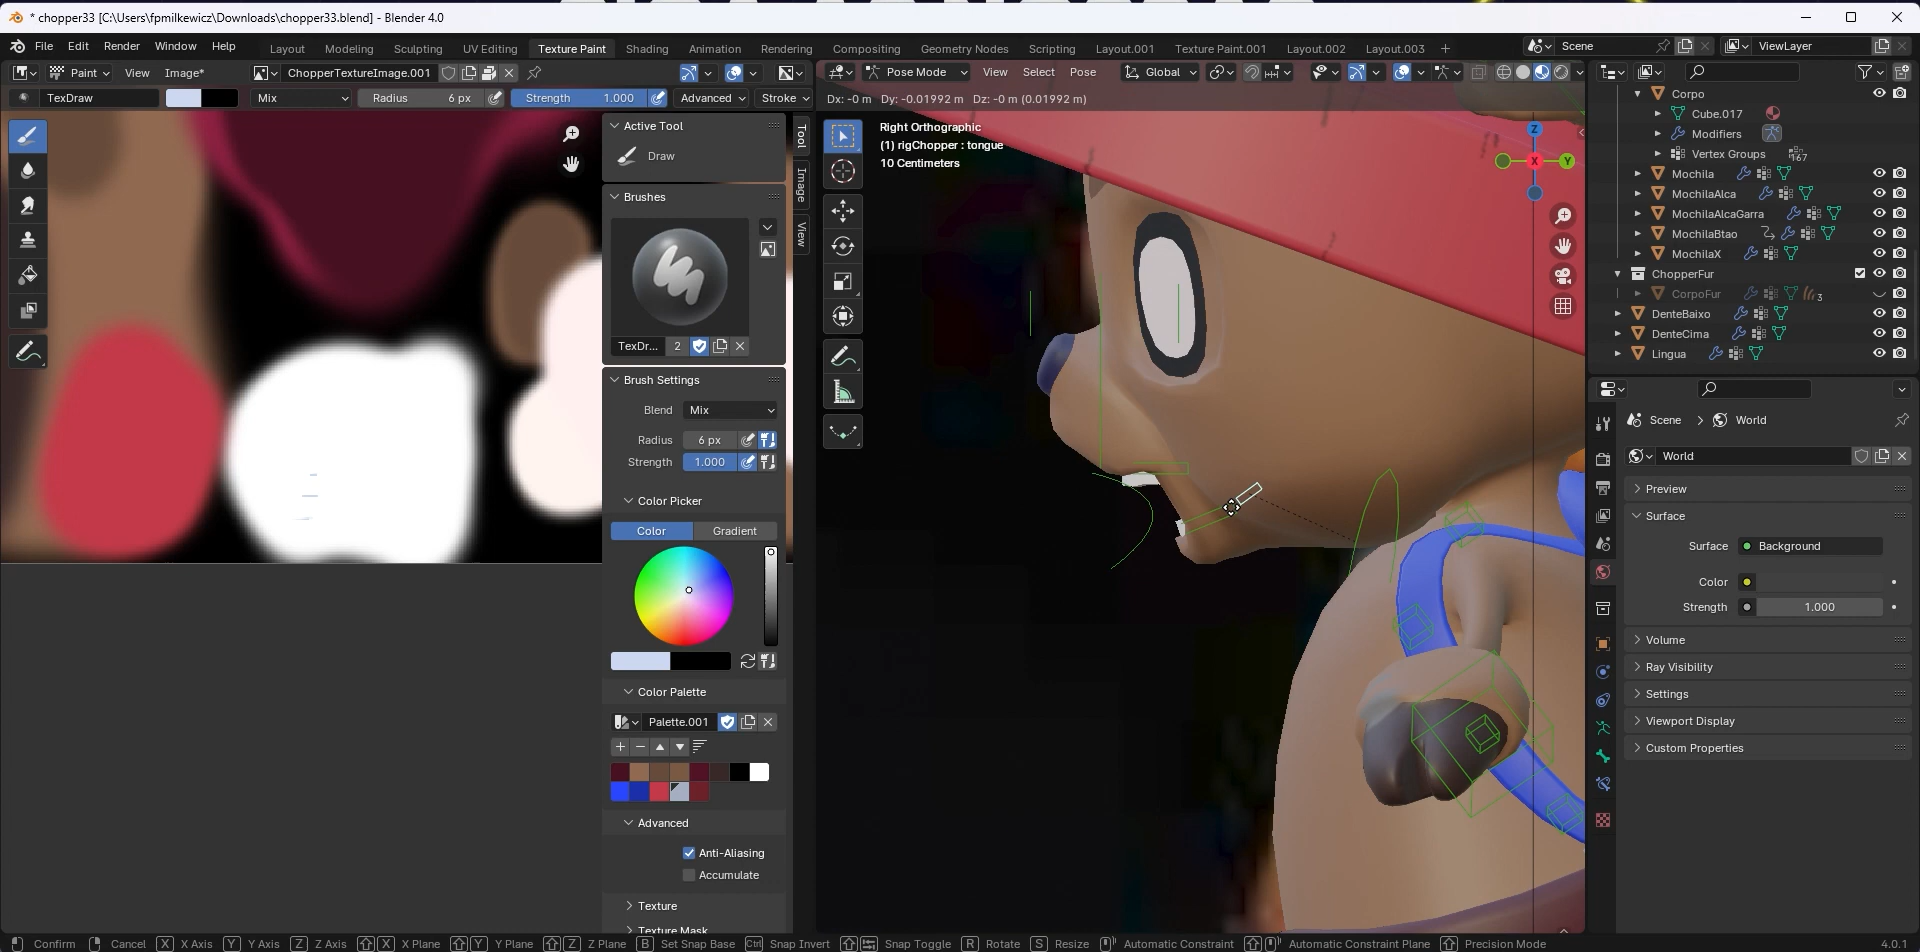 * chopper33 [C:\Users\fpmilkewicz\Downloads\chopper33.blend] - Blender 4.0
File Edit Render Window Help
Layout Modeling Sculpting UV Editing Texture Paint Shading Animation Rendering Compositing Geometry Nodes Scripting Layout.001 Texture Paint.001 Layout.002 Layout.003 +
Scene ViewLayer
Paint View Image* ChopperTextureImage.001
Pose Mode View Select Pose Global
TexDraw Mix Radius 6 px Strength 1.000 Advanced Stroke
Dx: -0 m Dy: -0.01992 m Dz: -0 m (0.01992 m)
Right Orthographic
(1) rigChopper : tongue
10 Centimeters
Active Tool
Draw
Brushes
TexDr... 2
Brush Settings
Blend Mix
Radius 6 px
Strength 1.000
Color Picker
Color Gradient
Color Palette
Palette.001
Advanced
Anti-Aliasing
Accumulate
Texture
Texture Mask
Tool
Image
View
Z
X
Y
Corpo
Cube.017
Modifiers
Vertex Groups 167
Mochila
MochilaAlca
MochilaAlcaGarra
MochilaBtao
MochilaX
ChopperFur
CorpoFur 3
DenteBaixo
DenteCima
Lingua
Scene > World
World
Preview
Surface
Surface Background
Color
Strength 1.000
Volume
Ray Visibility
Settings
Viewport Display
Custom Properties
Confirm Cancel X X Axis Y Y Axis Z Z Axis X X Plane Y Y Plane Z Z Plane B Set Snap Base Ctrl Snap Invert Snap Toggle R Rotate S Resize Automatic Constraint Automatic Constraint Plane Precision Mode 4.0.1